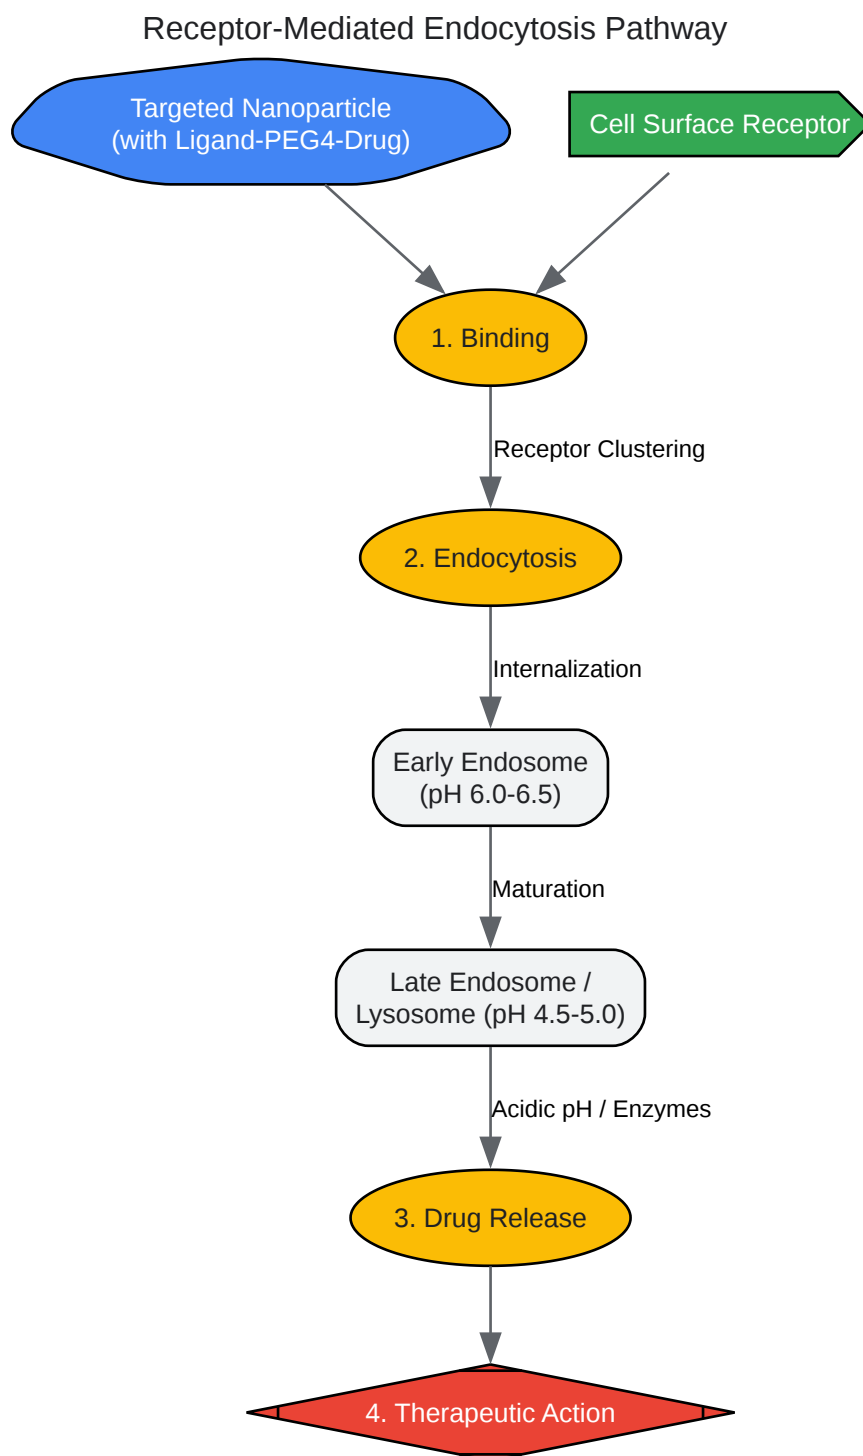 Receptor-Mediated Endocytosis Pathway
Targeted Nanoparticle
(with Ligand-PEG4-Drug)
Cell Surface Receptor
1. Binding
Receptor Clustering
2. Endocytosis
Internalization
Early Endosome
(pH 6.0-6.5)
Maturation
Late Endosome /
Lysosome (pH 4.5-5.0)
Acidic pH / Enzymes
3. Drug Release
4. Therapeutic Action